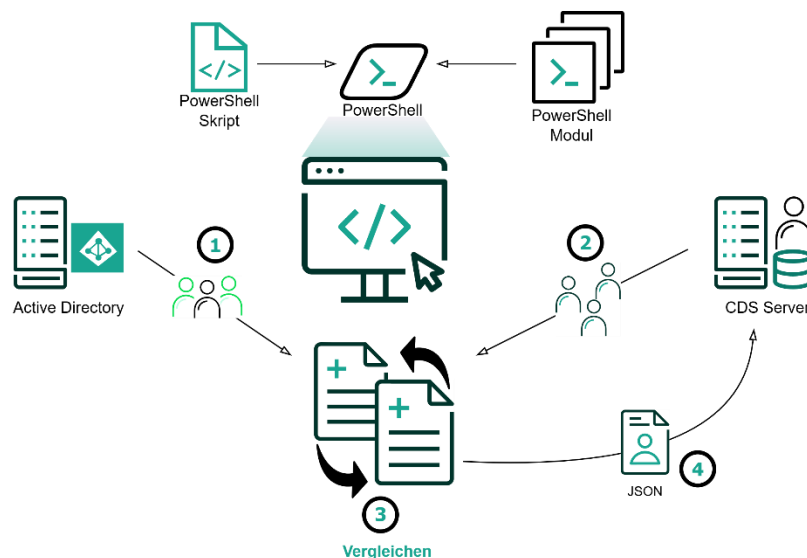 </>
PowerShell
Skript
>_
PowerShell
>_
PowerShell
Modul
</>
1
2
Active Directory
CDS Server
3
Vergleichen
4
JSON